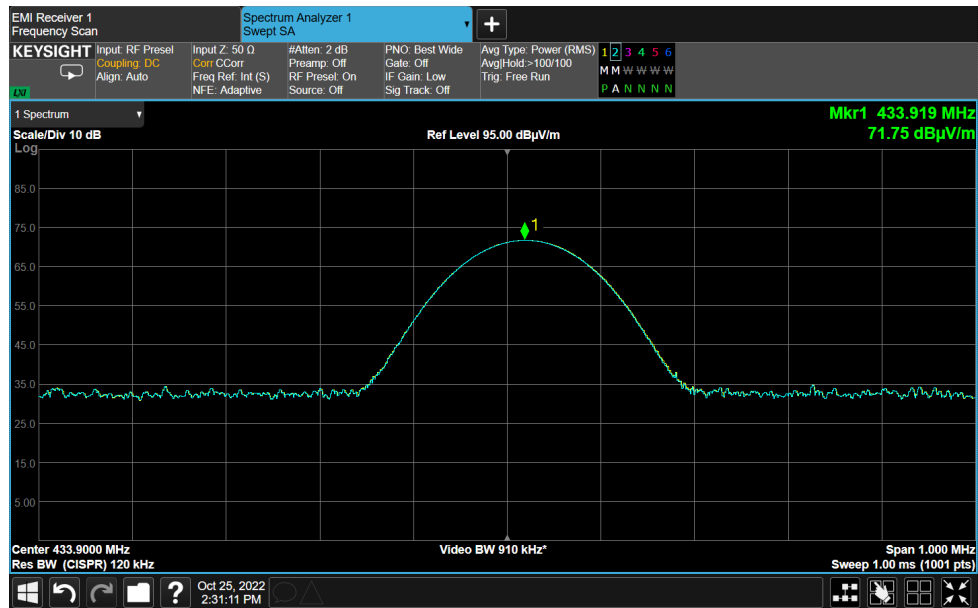 EMI Receiver 1
Frequency Scan
Spectrum Analyzer 1
Swept SA
+
KEYSIGHT
Input: RF Presel
Coupling: DC
Align: Auto
Input Z: 50 Ω
Corr CCorr
Freq Ref: Int (S)
NFE: Adaptive
#Atten: 2 dB
Preamp: Off
RF Presel: On
Source: Off
PNO: Best Wide
Gate: Off
IF Gain: Low
Sig Track: Off
Avg Type: Power (RMS)
Avg|Hold:>100/100
Trig: Free Run
1 2 3 4 5 6
M M W W W W
P A N N N N
LXI
1 Spectrum
Scale/Div 10 dB
Ref Level 95.00 dBµV/m
Mkr1 433.919 MHz
71.75 dBµV/m
Log
85.0
75.0
65.0
55.0
45.0
35.0
25.0
15.0
5.00
1
Center 433.9000 MHz
Video BW 910 kHz*
Span 1.000 MHz
Res BW (CISPR) 120 kHz
Sweep 1.00 ms (1001 pts)
?
Oct 25, 2022
2:31:11 PM